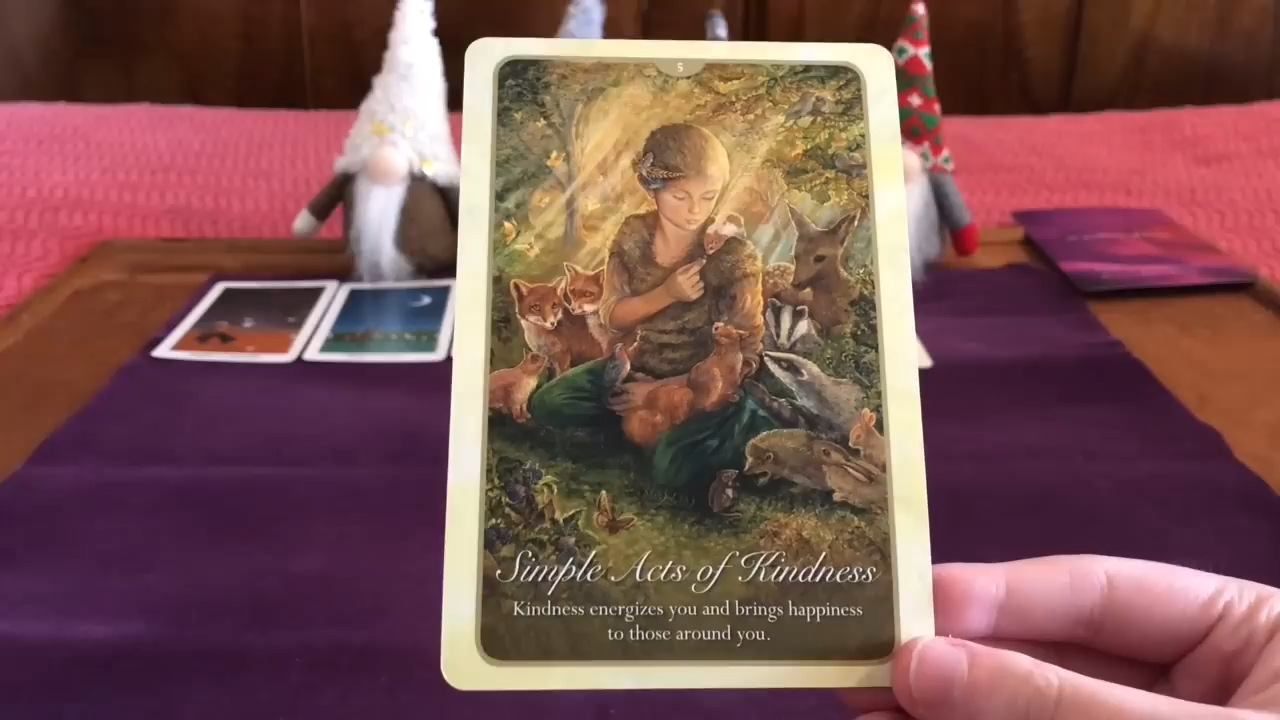 5
Simple Acts of Kindness
Kindness energizes you and brings happiness
to those around you.